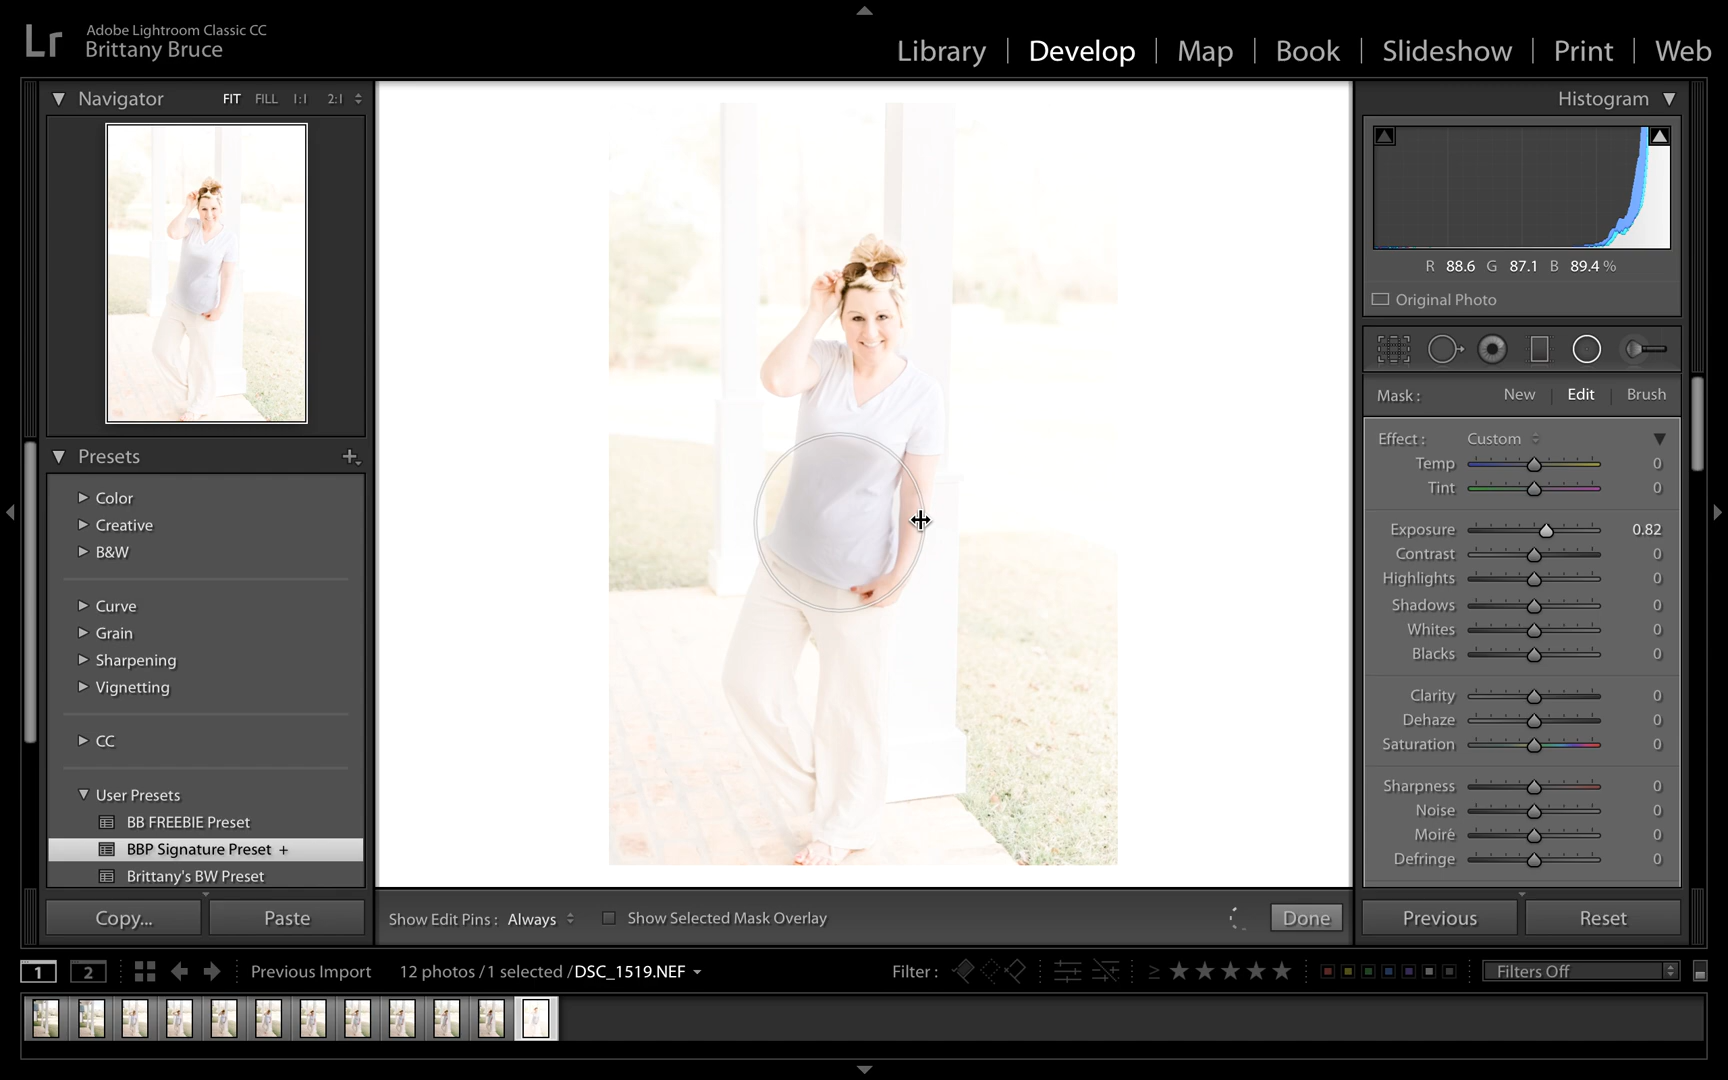 Lr
Adobe Lightroom Classic CC
Brittany Bruce
Library | Develop | Map | Book | Slideshow | Print | Web
Navigator FIT FILL 1:1 2:1
Presets +
Color
Creative
B&W
Curve
Grain
Sharpening
Vignetting
CC
User Presets
BB FREEBIE Preset
BBP Signature Preset +
Brittany's BW Preset
Copy... Paste
Show Edit Pins : Always Show Selected Mask Overlay Done
Histogram
R 88.6 G 87.1 B 89.4 %
Original Photo
Mask : New | Edit | Brush
Effect : Custom
Temp 0
Tint 0
Exposure 0.82
Contrast 0
Highlights 0
Shadows 0
Whites 0
Blacks 0
Clarity 0
Dehaze 0
Saturation 0
Sharpness 0
Noise 0
Moiré 0
Defringe 0
Previous Reset
1 2 Previous Import 12 photos / 1 selected / DSC_1519.NEF Filter : ≥ ★★★★★ Filters Off